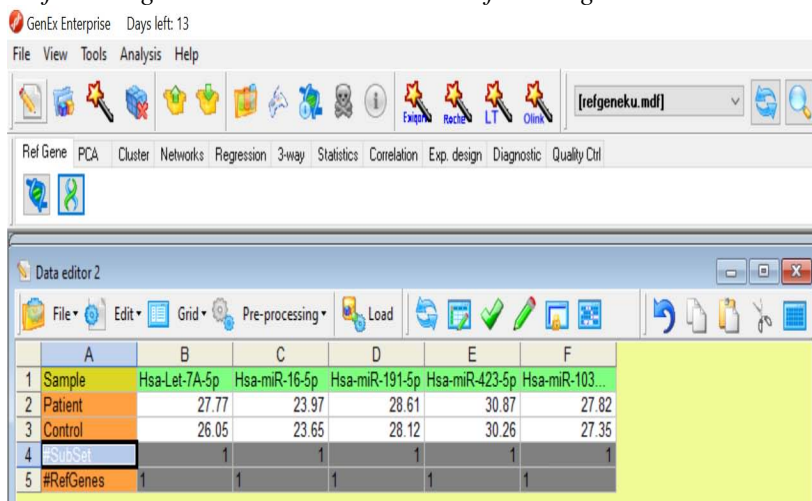 GenEx Enterprise Days left: 13
File View Tools Analysis Help
Exiqon Roche LT Olink [refgeneku.mdf]
Ref Gene PCA Cluster Networks Regression 3-way Statistics Correlation Exp. design Diagnostic Quality Ctrl
Data editor 2
File Edit Grid Pre-processing Load
A B C D E F
1 Sample Hsa-Let-7A-5p Hsa-miR-16-5p Hsa-miR-191-5p Hsa-miR-423-5p Hsa-miR-103...
2 Patient 27.77 23.97 28.61 30.87 27.82
3 Control 26.05 23.65 28.12 30.26 27.35
4 #SubSet 1 1 1 1 1
5 #RefGenes 1 1 1 1 1